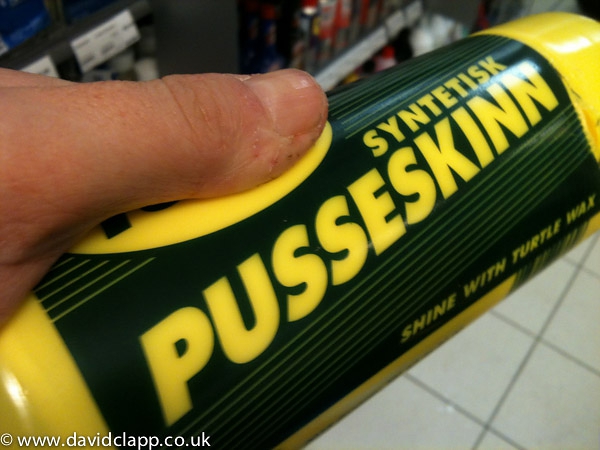 SYNTETISK
PUSSESKINN
SHINE WITH TURTLE WAX
© www.davidclapp.co.uk